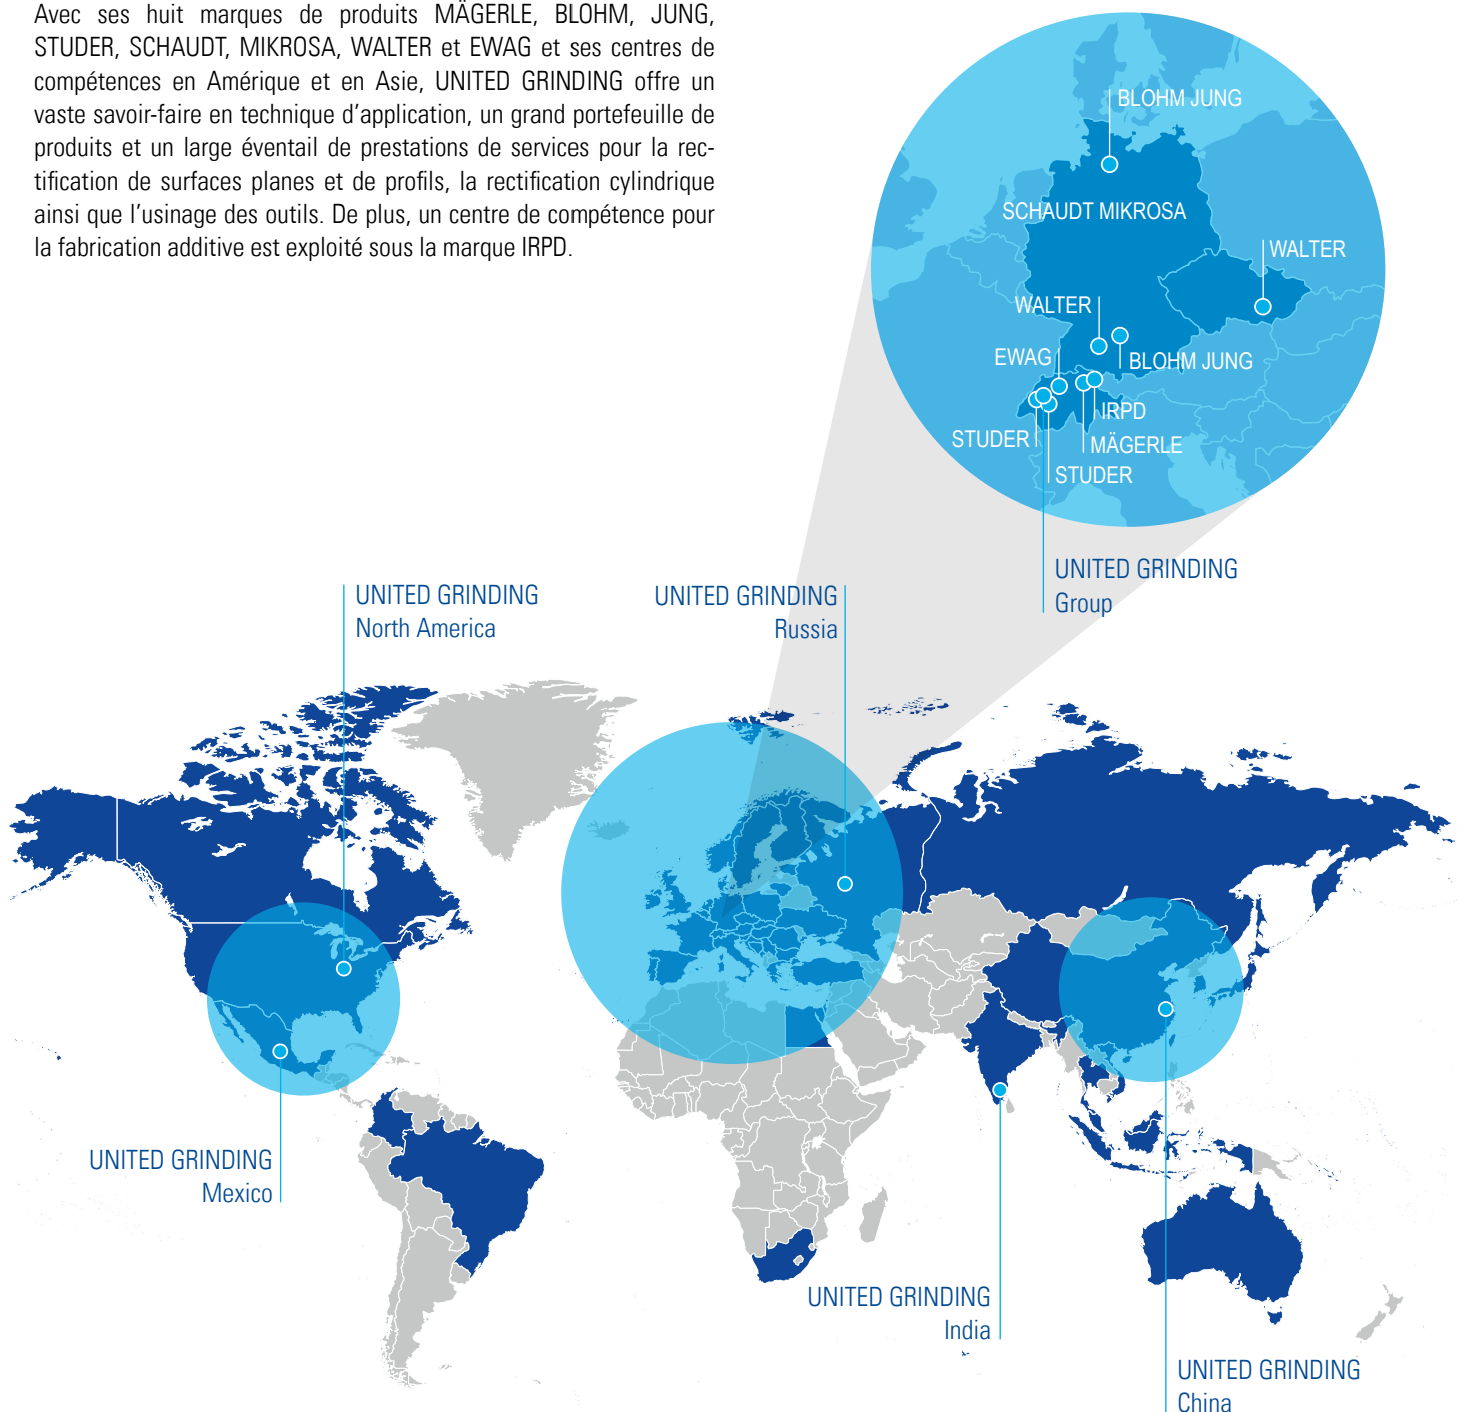 Avec ses huit marques de produits MÄGERLE, BLOHM, JUNG,
STUDER, SCHAUDT, MIKROSA, WALTER et EWAG et ses centres de
compétences en Amérique et en Asie, UNITED GRINDING offre un
vaste savoir-faire en technique d’application, un grand portefeuille de
produits et un large éventail de prestations de services pour la rec-
tification de surfaces planes et de profils, la rectification cylindrique
ainsi que l’usinage des outils. De plus, un centre de compétence pour
la fabrication additive est exploité sous la marque IRPD.
BLOHM JUNG
SCHAUDT MIKROSA
WALTER
WALTER
EWAG
BLOHM JUNG
IRPD
STUDER
MÄGERLE
STUDER
UNITED GRINDING
Group
UNITED GRINDING
North America
UNITED GRINDING
Russia
UNITED GRINDING
Mexico
UNITED GRINDING
India
UNITED GRINDING
China